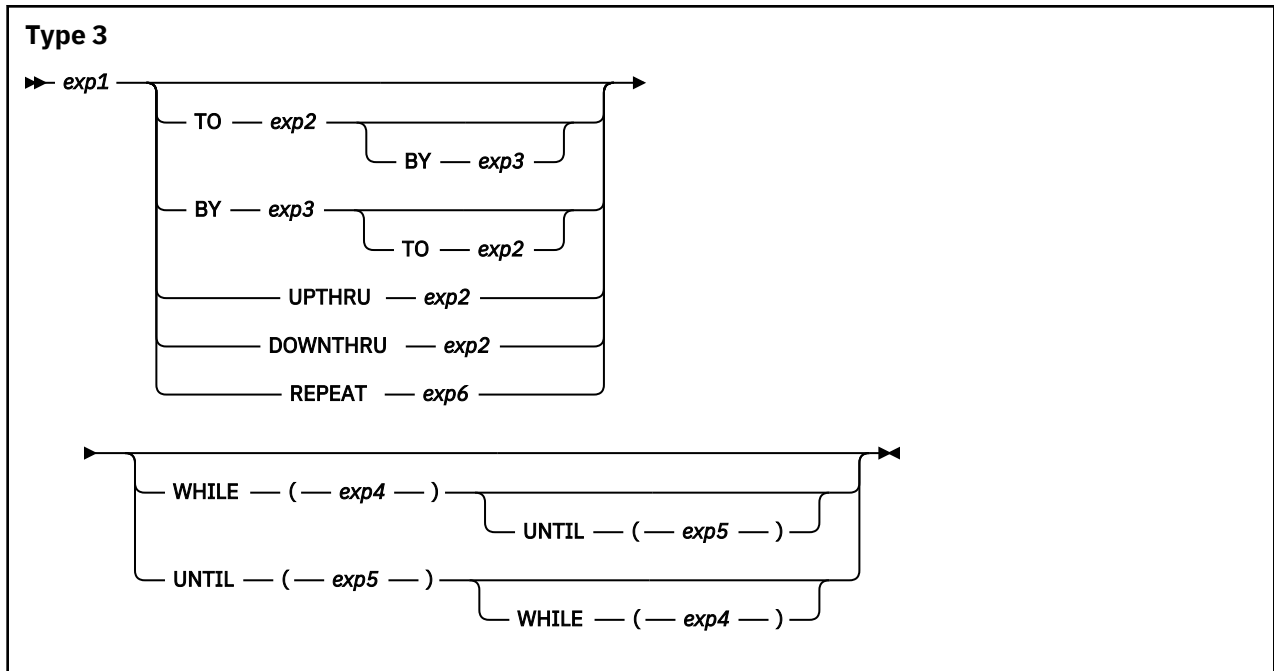 Type 3
exp1
TO exp2
BY exp3
BY exp3
TO exp2
UPTHRU exp2
DOWNTHRU exp2
REPEAT exp6
WHILE ( exp4 )
UNTIL ( exp5 )
UNTIL ( exp5 )
WHILE ( exp4 )